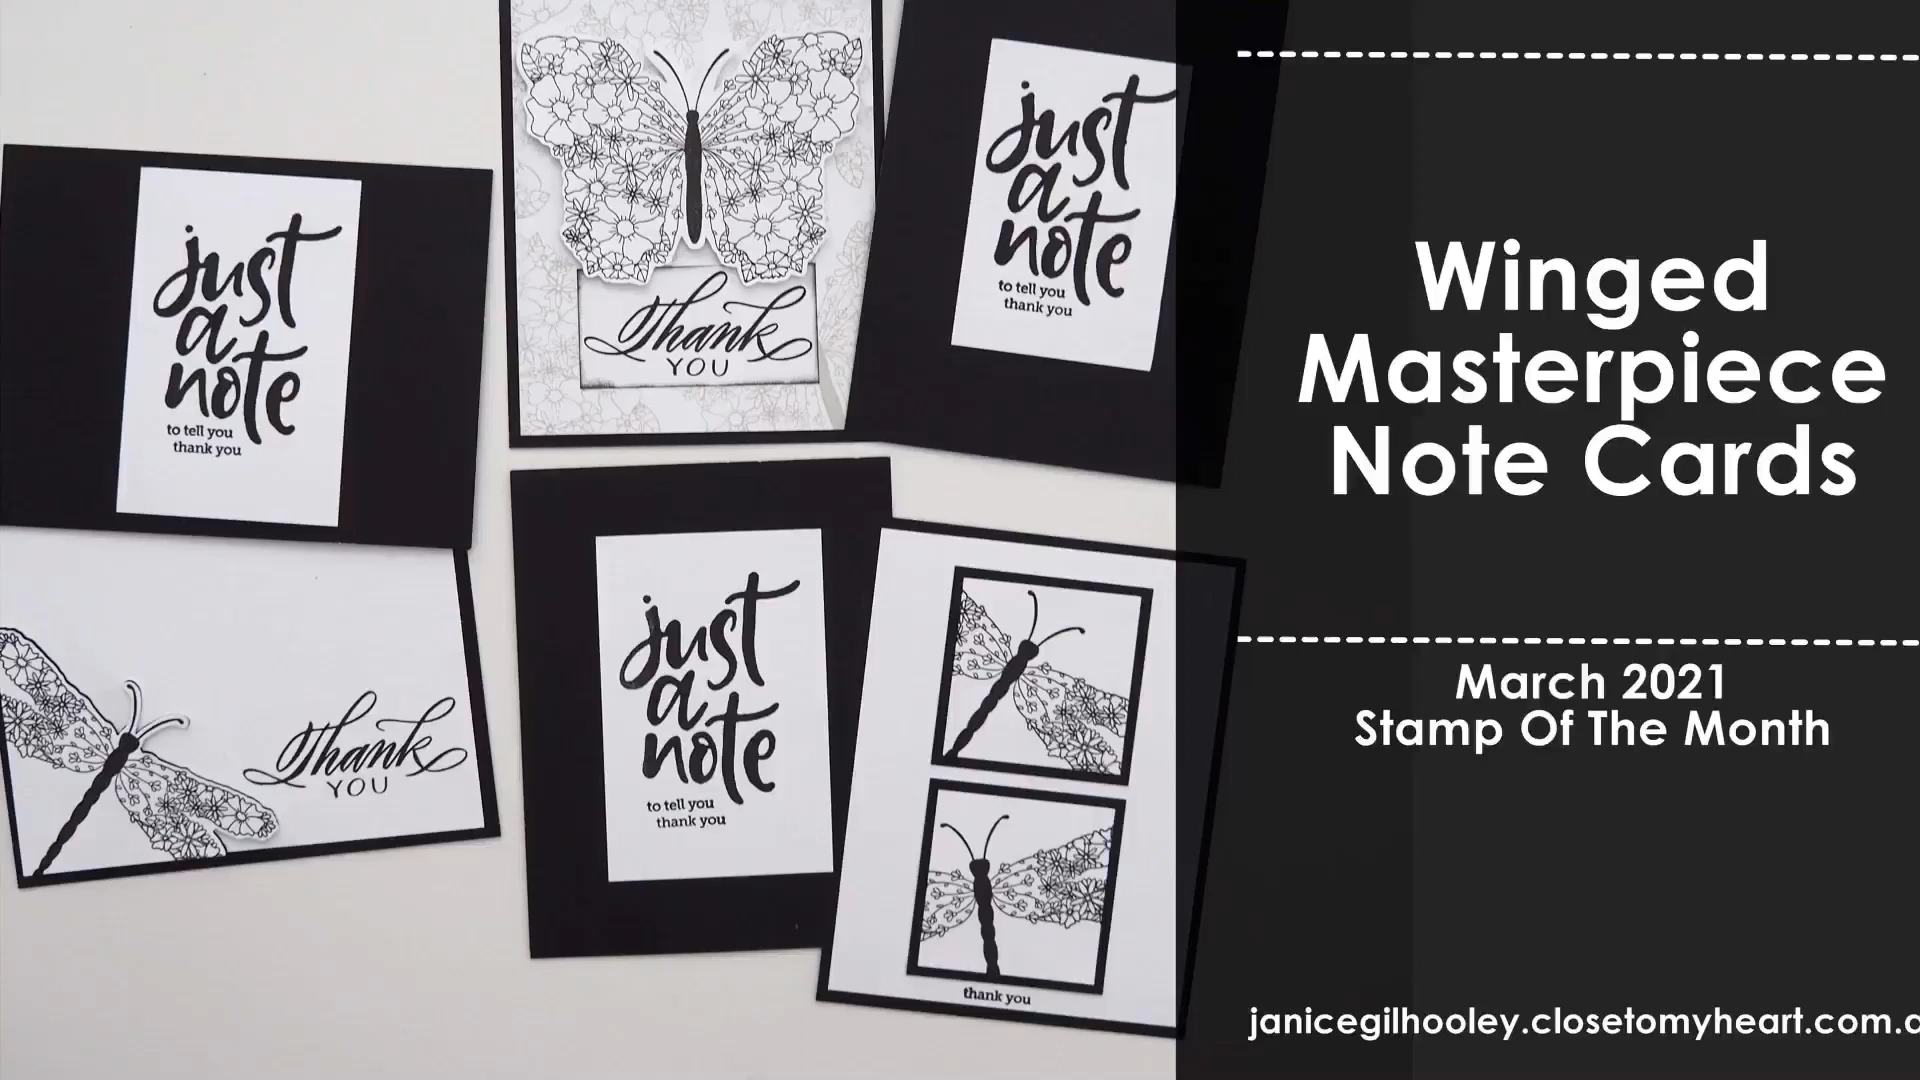 just
a
note
to tell you
thank you
Thank
YOU
just
a
note
to tell you
thank you
Thank
YOU
just
a
note
to tell you
thank you
thank you
Winged
Masterpiece
Note Cards
March 2021
Stamp Of The Month
janicegilhooley.closetomyheart.com.a